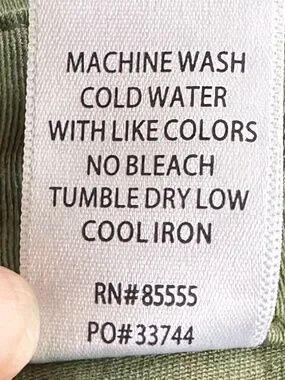 MACHINE WASH
COLD WATER
WITH LIKE COLORS
NO BLEACH
TUMBLE DRY LOW
COOL IRON
RN#85555
PO#33744